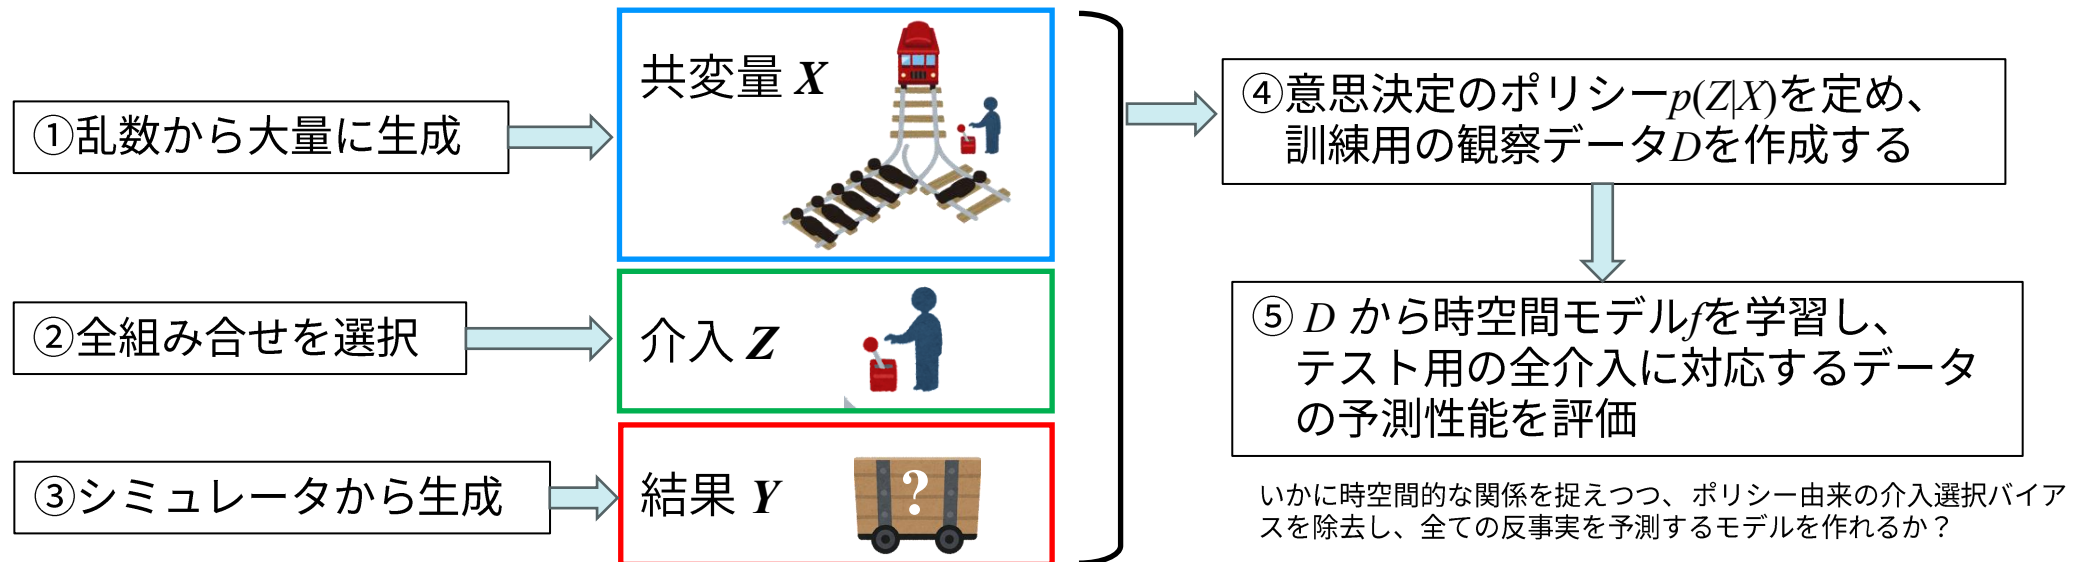 ①乱数から大量に生成
共変量 X
②全組み合せを選択
介入 Z
③シミュレータから生成
結果 Y
?
④意思決定のポリシーp(Z|X)を定め、
訓練用の観察データDを作成する
⑤ D から時空間モデルfを学習し、
テスト用の全介入に対応するデータ
の予測性能を評価
いかに時空間的な関係を捉えつつ、ポリシー由来の介入選択バイア
スを除去し、全ての反事実を予測するモデルを作れるか？